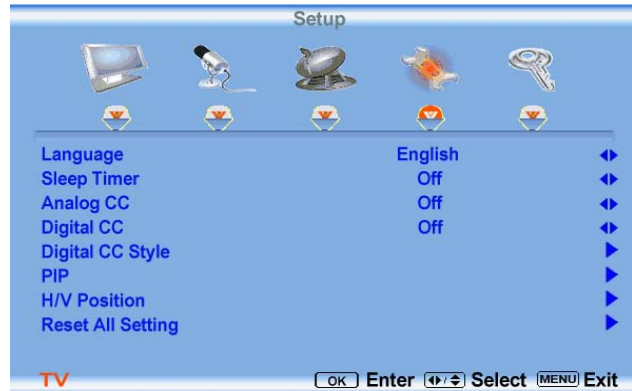 Setup
Language English
Sleep Timer Off
Analog CC Off
Digital CC Off
Digital CC Style
PIP
H/V Position
Reset All Setting
TV OK Enter Select MENU Exit